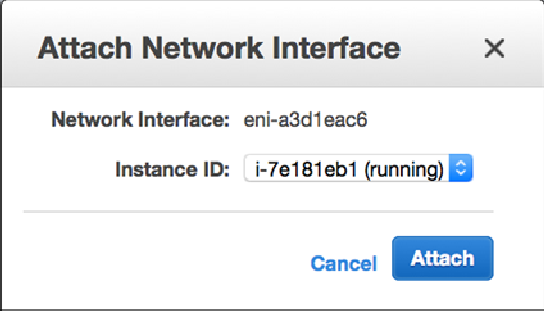 Attach Network Interface
Network Interface: eni-a3d1eac6
Instance ID: i-7e181eb1 (running)
Cancel Attach